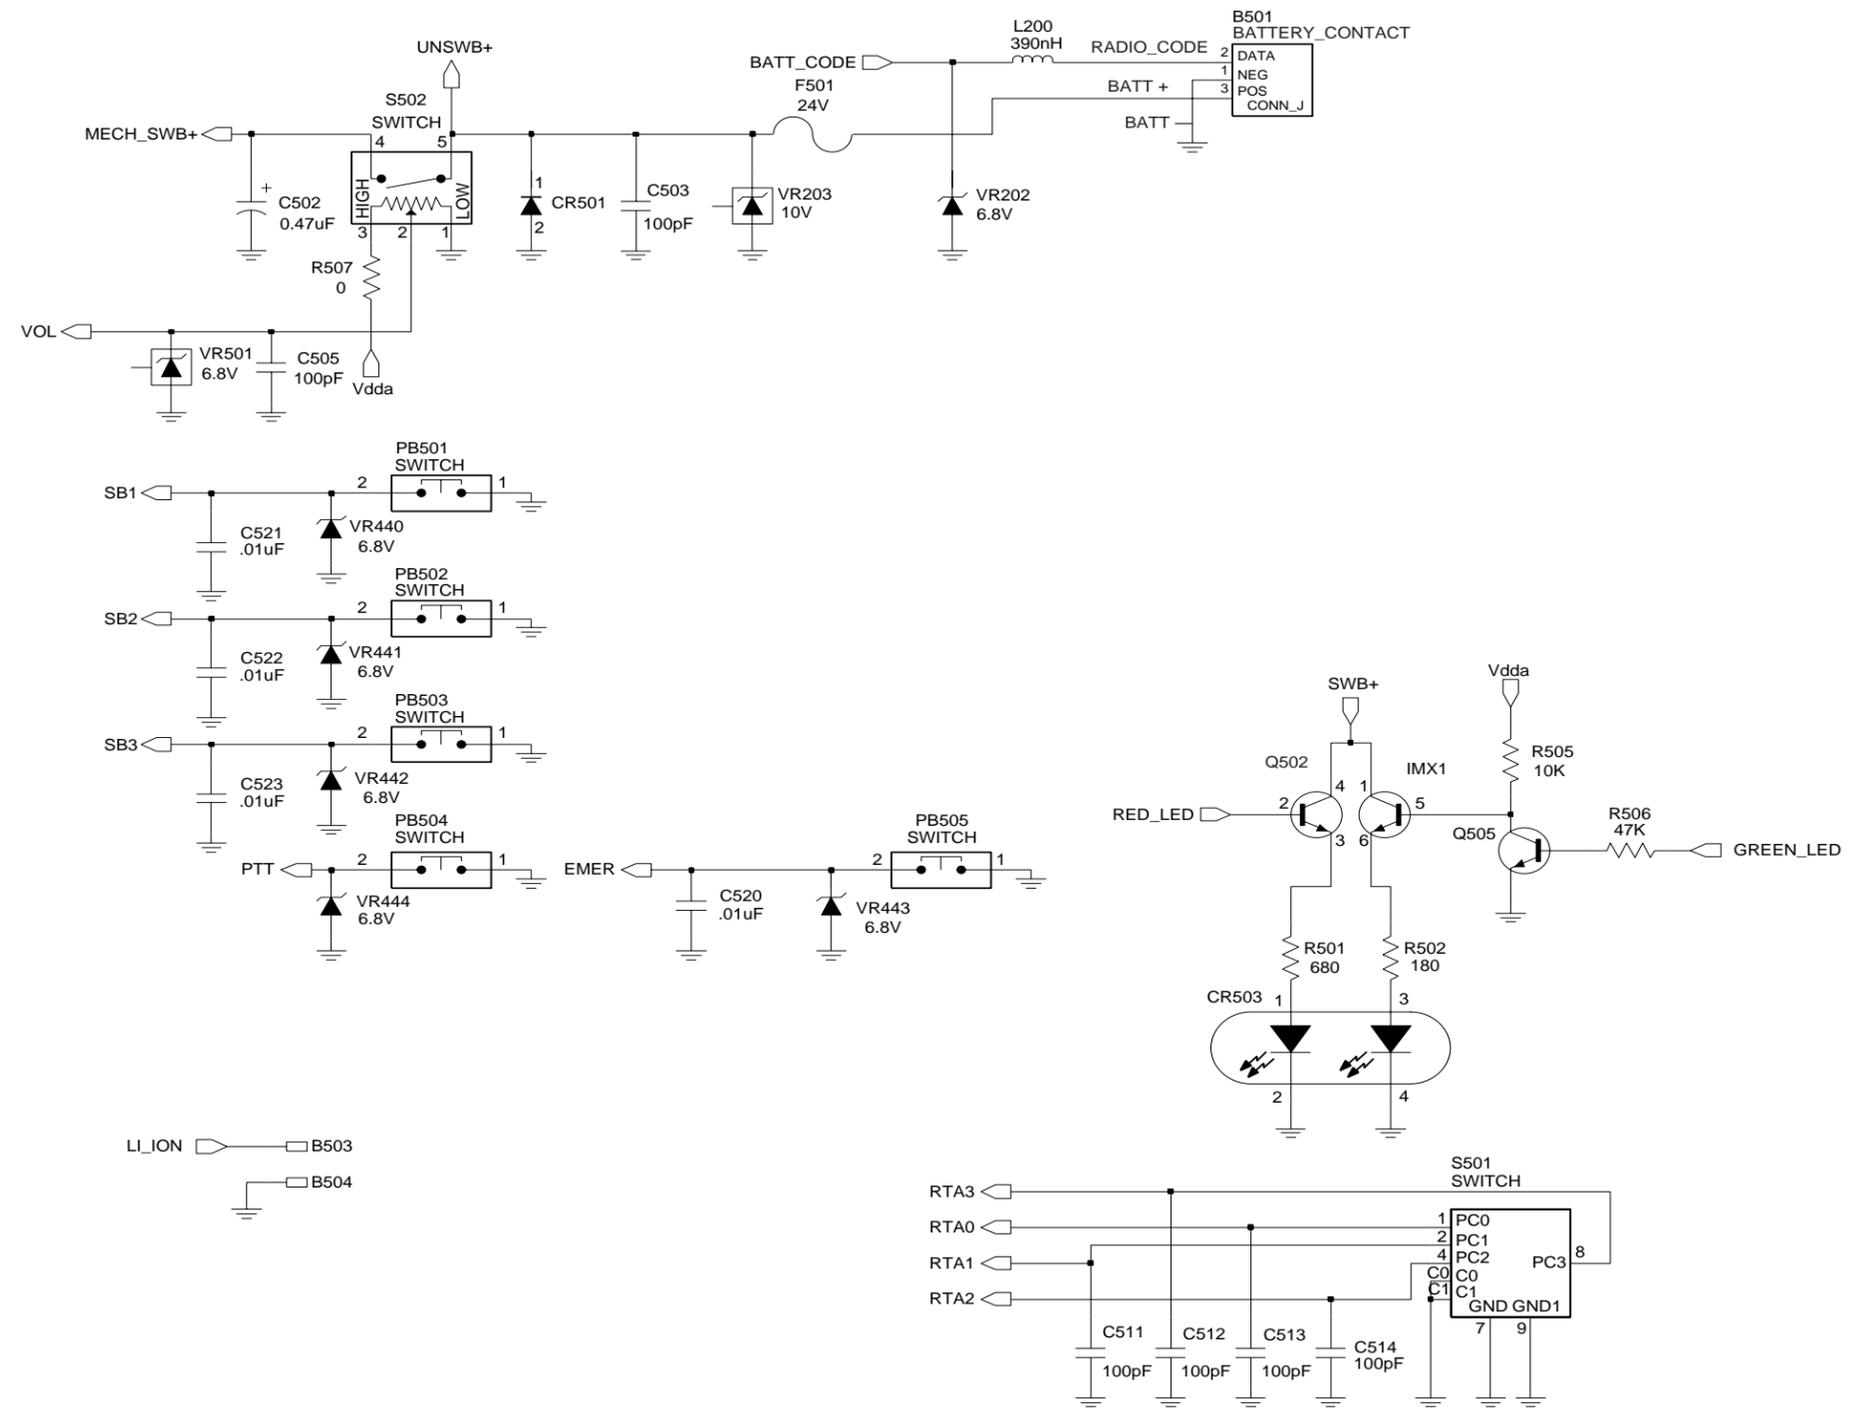 B501
BATTERY_CONTACT
L200
390nH
RADIO_CODE
2
DATA
1
NEG
3
POS
CONN_J
BATT_CODE
BATT +
BATT
F501
24V
UNSWB+
S502
SWITCH
MECH_SWB+
4
5
HIGH
LOW
3
2
1
C502
+
0.47uF
1
CR501
2
C503
100pF
VR203
10V
VR202
6.8V
R507
0
VOL
VR501
6.8V
C505
100pF
Vdda
PB501
SWITCH
SB1
2
1
C521
.01uF
VR440
6.8V
PB502
SWITCH
SB2
2
1
C522
.01uF
VR441
6.8V
PB503
SWITCH
SB3
2
1
C523
.01uF
VR442
6.8V
PB504
SWITCH
PTT
2
1
VR444
6.8V
PB505
SWITCH
EMER
2
1
C520
.01uF
VR443
6.8V
SWB+
Vdda
Q502
IMX1
R505
10K
4
1
RED_LED
2
5
3
6
Q505
R506
47K
GREEN_LED
R501
680
R502
180
CR503
1
3
2
4
LI_ION
B503
B504
S501
SWITCH
RTA3
RTA0
1
PC0
2
PC1
RTA1
4
PC2
PC3
8
C0
C0
RTA2
C1
C1
GND GND1
7
9
C511
100pF
C512
100pF
C513
100pF
C514
100pF